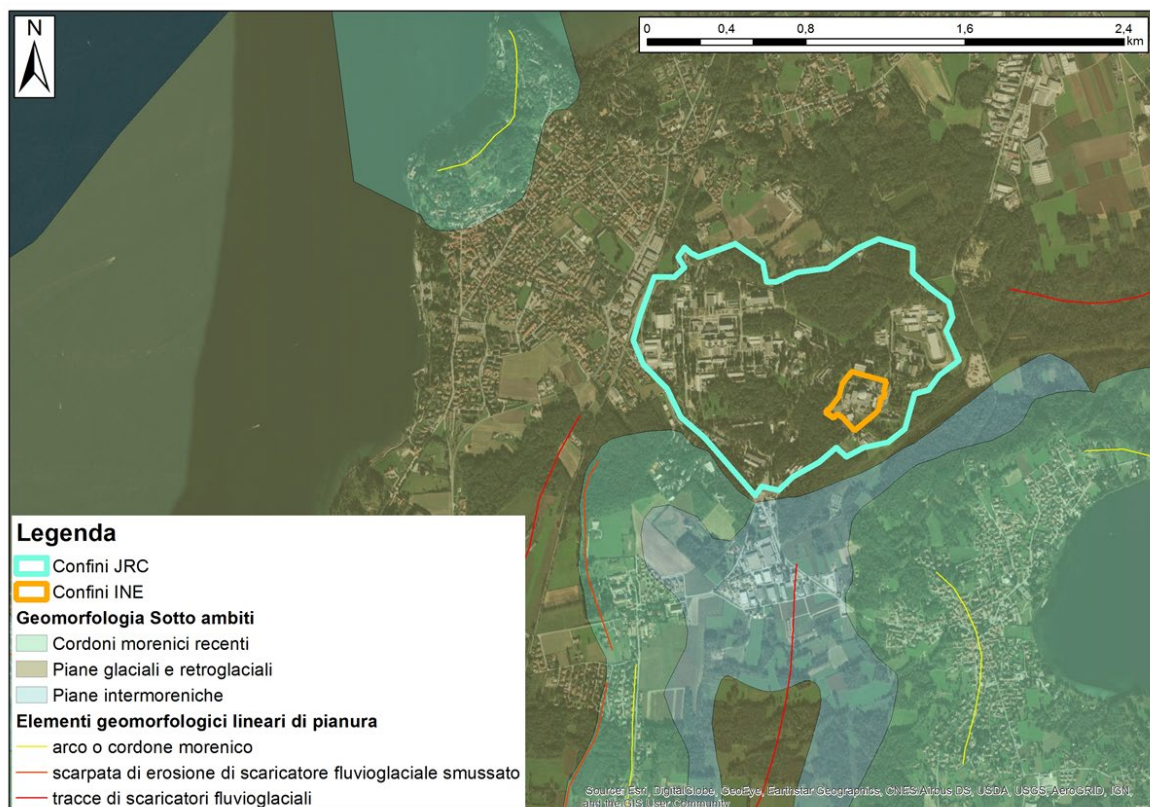 N
0 0,4 0,8 1,6 2,4
km
Legenda
Confini JRC
Confini INE
Geomorfologia Sotto ambiti
Cordoni morenici recenti
Piane glaciali e retroglaciali
Piane intermoreniche
Elementi geomorfologici lineari di pianura
arco o cordone morenico
scarpata di erosione di scaricatore fluvioglaciale smussato
tracce di scaricatori fluvioglaciali
Source: Esri, DigitalGlobe, GeoEye, Earthstar Geographics, CNES/Airbus DS, USDA, USGS, AeroGRID, IGN,
and the GIS User Community